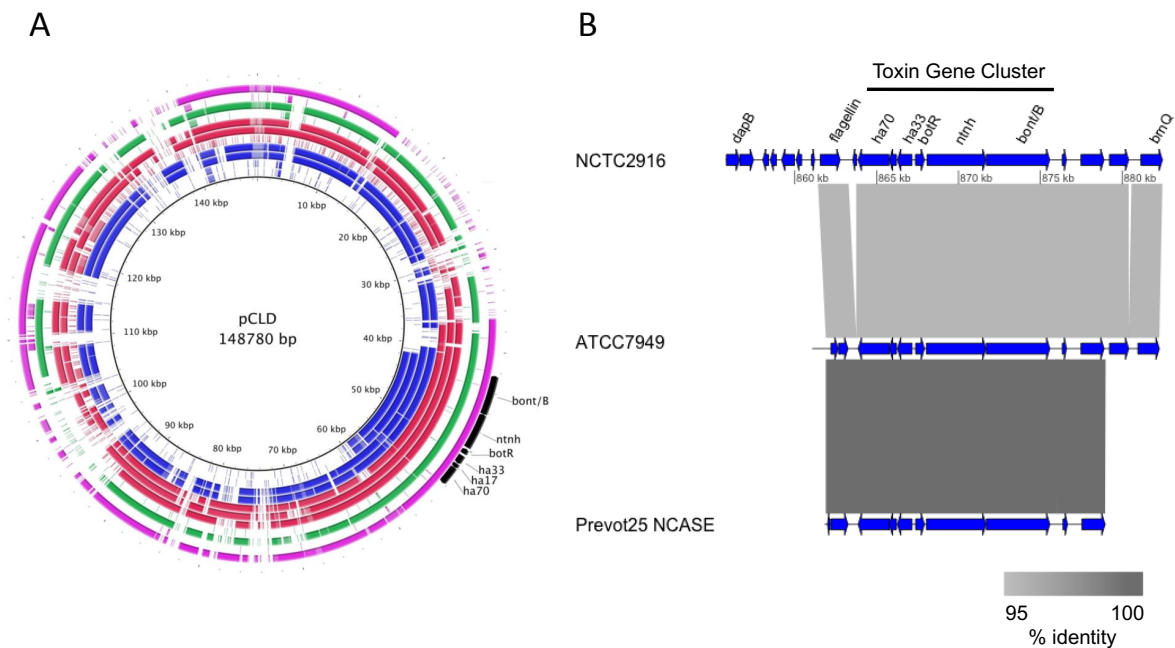 A
B
140 kbp
10 kbp
130 kbp
20 kbp
120 kbp
30 kbp
pCLD
148780 bp
110 kbp
40 kbp
100 kbp
50 kbp
90 kbp
60 kbp
80 kbp
70 kbp
bont/B
ntnh
botR
ha33
ha17
ha70
Toxin Gene Cluster
dapB
flagellin
ha70
ha33
botR
ntnh
bont/B
brnQ
NCTC2916
860 kb 865 kb 870 kb 875 kb 880 kb
ATCC7949
Prevot25 NCASE
95 100
% identity